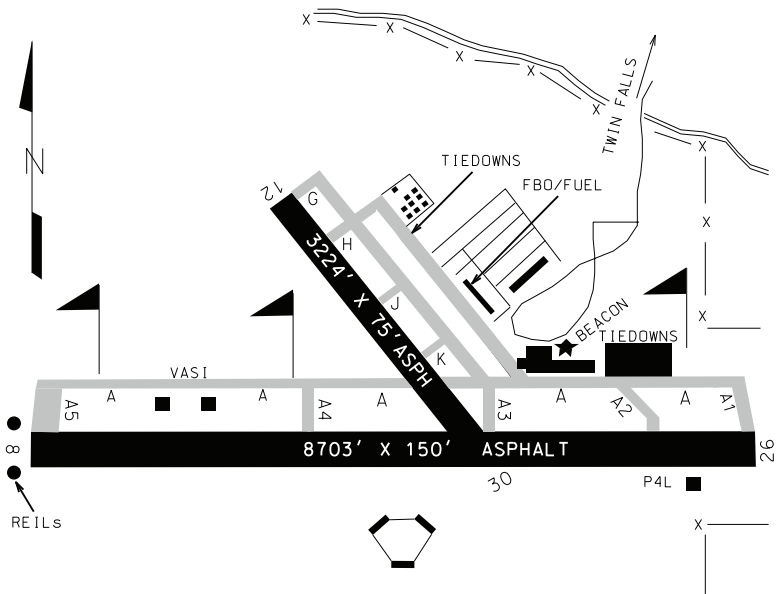 X
X
X
X
X
X
TWIN FALLS
TIEDOWNS
FBO/FUEL
N
12
G
H
J
K
3224' X 75' ASPH
X
X
BEACON
TIEDOWNS
VASI
A5
A
A
A4
A
A3
A
A2
A
A1
8
8703' X 150' ASPHALT
26
30
P4L
REILs
X